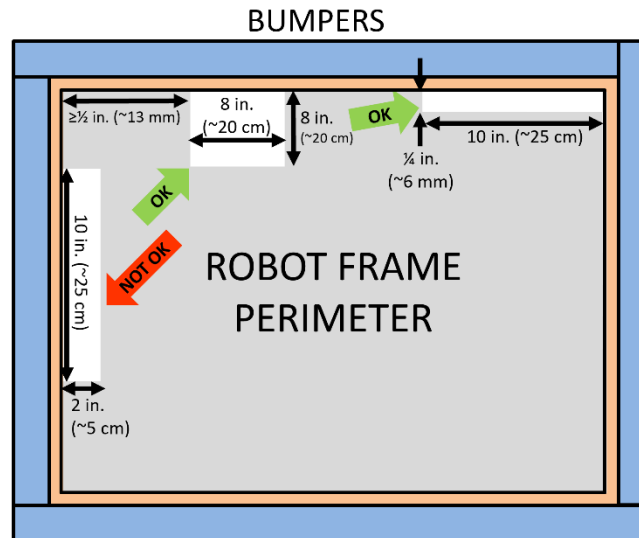 BUMPERS
≥½ in. (~13 mm)
8 in.
(~20 cm)
8 in.
(~20 cm)
OK
10 in. (~25 cm)
¼ in.
(~6 mm)
OK
NOT OK
10 in. (~25 cm)
ROBOT FRAME
PERIMETER
2 in.
(~5 cm)